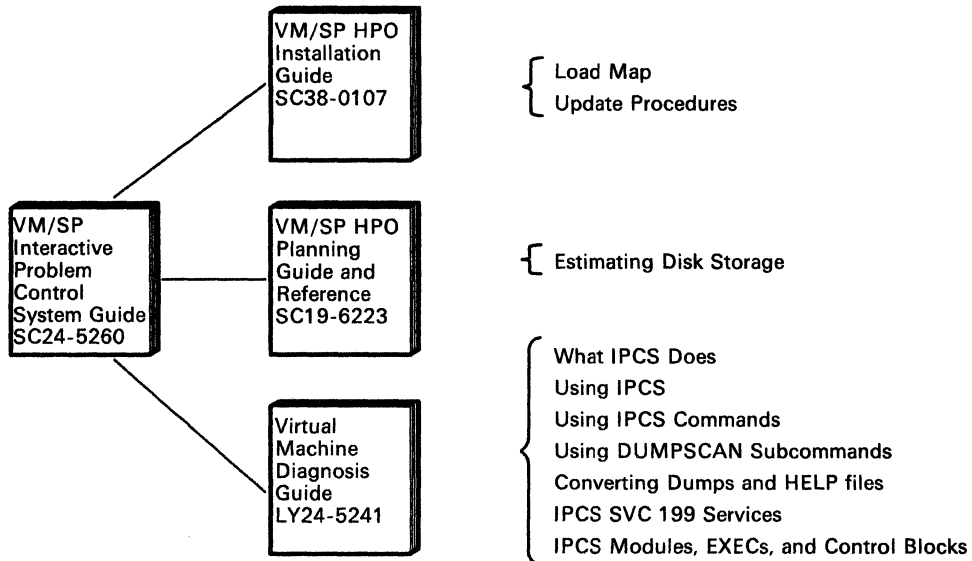 VM/SP HPO
Installation
Guide
SC38-0107
Load Map
Update Procedures
VM/SP
Interactive
Problem
Control
System Guide
SC24-5260
VM/SP HPO
Planning
Guide and
Reference
SC19-6223
Estimating Disk Storage
Virtual
Machine
Diagnosis
Guide
LY24-5241
What IPCS Does
Using IPCS
Using IPCS Commands
Using DUMPSCAN Subcommands
Converting Dumps and HELP files
IPCS SVC 199 Services
IPCS Modules, EXECs, and Control Blocks